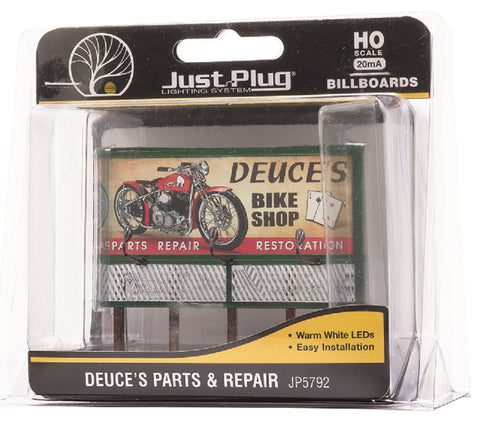 Just Plug®
LIGHTING SYSTEM
HO
SCALE
20mA
BILLBOARDS
DEUCE'S
BIKE
SHOP
PARTS REPAIR RESTORATION
• Warm White LEDs
• Easy Installation
DEUCE'S PARTS & REPAIR JP5792